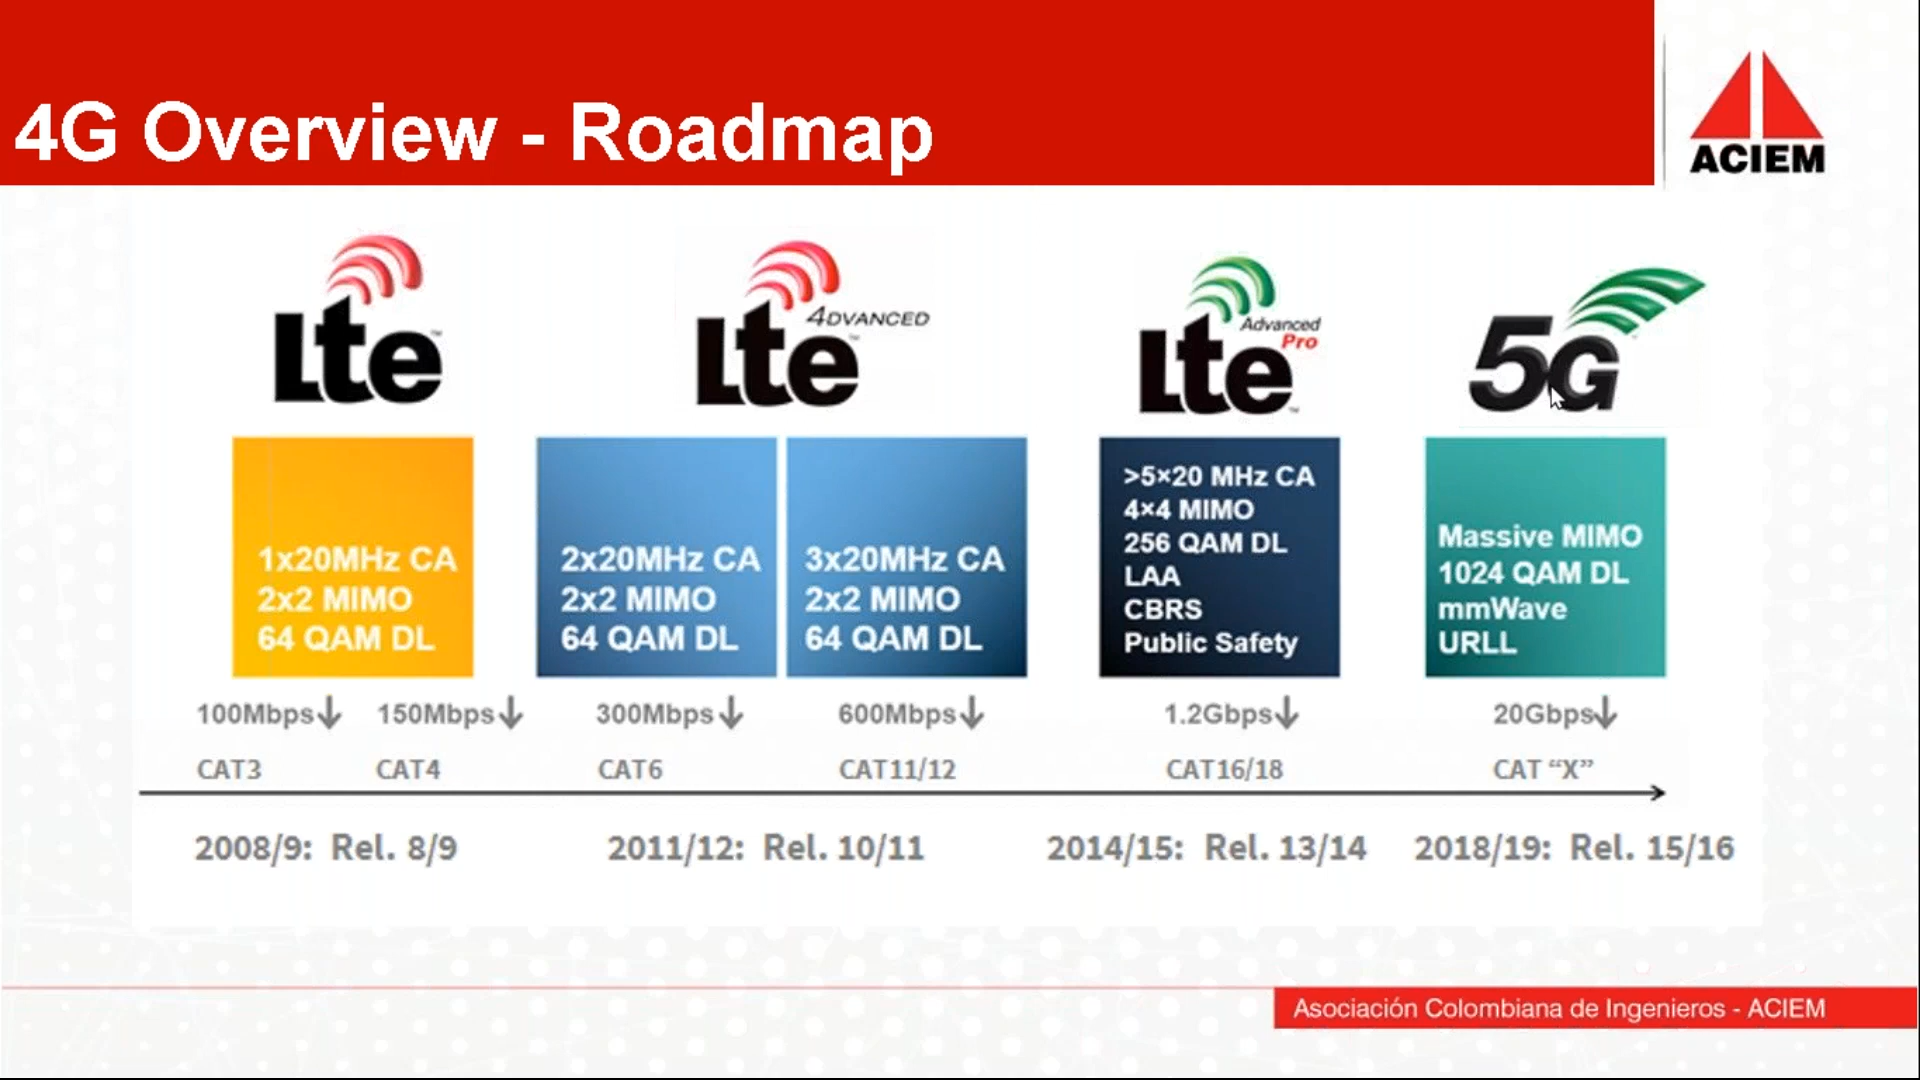 4G Overview - Roadmap
ACIEM
Lte™
Lte™ 4DVANCED
Lte™ Advanced Pro
5G
1x20MHz CA
2x2 MIMO
64 QAM DL
2x20MHz CA
2x2 MIMO
64 QAM DL
3x20MHz CA
2x2 MIMO
64 QAM DL
>5×20 MHz CA
4×4 MIMO
256 QAM DL
LAA
CBRS
Public Safety
Massive MIMO
1024 QAM DL
mmWave
URLL
100Mbps↓ 150Mbps↓ 300Mbps↓ 600Mbps↓ 1.2Gbps↓ 20Gbps↓
CAT3 CAT4 CAT6 CAT11/12 CAT16/18 CAT “X”
2008/9: Rel. 8/9 2011/12: Rel. 10/11 2014/15: Rel. 13/14 2018/19: Rel. 15/16
Asociación Colombiana de Ingenieros - ACIEM